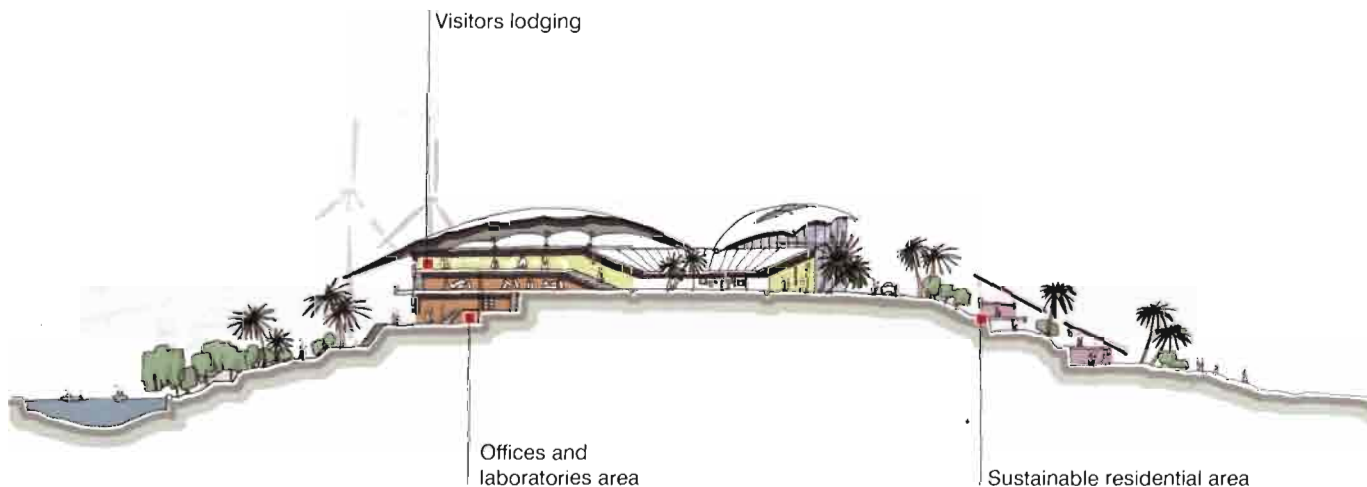 Visitors lodging
Offices and
laboratories area
Sustainable residential area